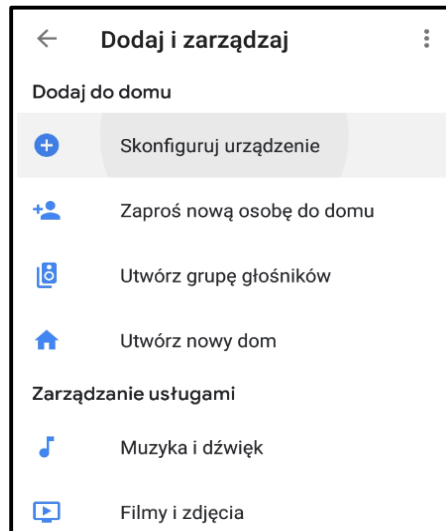 Dodaj i zarządzaj
Dodaj do domu
Skonfiguruj urządzenie
Zaproś nową osobę do domu
Utwórz grupę głośników
Utwórz nowy dom
Zarządzanie usługami
Muzyka i dźwięk
Filmy i zdjęcia